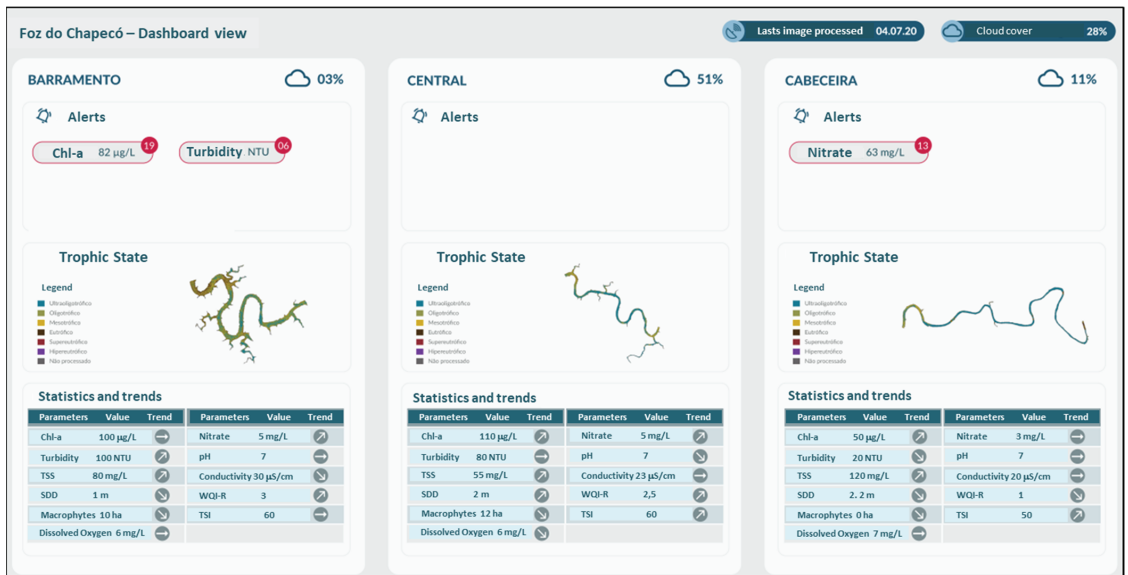 Foz do Chapecó – Dashboard view
Lasts image processed 04.07.20
Cloud cover 28%
BARRAMENTO 03%
Alerts
Chl-a 82 µg/L 19
Turbidity NTU 06
Trophic State
Legend
Ultraoligotrófico
Oligotrófico
Mesotrófico
Eutrófico
Supereutrófico
Hipereutrófico
Não processado
Statistics and trends
Parameters Value Trend Parameters Value Trend
Chl-a 100 µg/L Nitrate 5 mg/L
Turbidity 100 NTU pH 7
TSS 80 mg/L Conductivity 30 µS/cm
SDD 1 m WQI-R 3
Macrophytes 10 ha TSI 60
Dissolved Oxygen 6 mg/L
CENTRAL 51%
Alerts
Trophic State
Legend
Ultraoligotrófico
Oligotrófico
Mesotrófico
Eutrófico
Supereutrófico
Hipereutrófico
Não processado
Statistics and trends
Parameters Value Trend Parameters Value Trend
Chl-a 110 µg/L Nitrate 5 mg/L
Turbidity 80 NTU pH 7
TSS 55 mg/L Conductivity 23 µS/cm
SDD 2 m WQI-R 2,5
Macrophytes 12 ha TSI 60
Dissolved Oxygen 6 mg/L
CABECEIRA 11%
Alerts
Nitrate 63 mg/L 13
Trophic State
Legend
Ultraoligotrófico
Oligotrófico
Mesotrófico
Eutrófico
Supereutrófico
Hipereutrófico
Não processado
Statistics and trends
Parameters Value Trend Parameters Value Trend
Chl-a 50 µg/L Nitrate 3 mg/L
Turbidity 20 NTU pH 7
TSS 120 mg/L Conductivity 20 µS/cm
SDD 2. 2 m WQI-R 1
Macrophytes 0 ha TSI 50
Dissolved Oxygen 7 mg/L